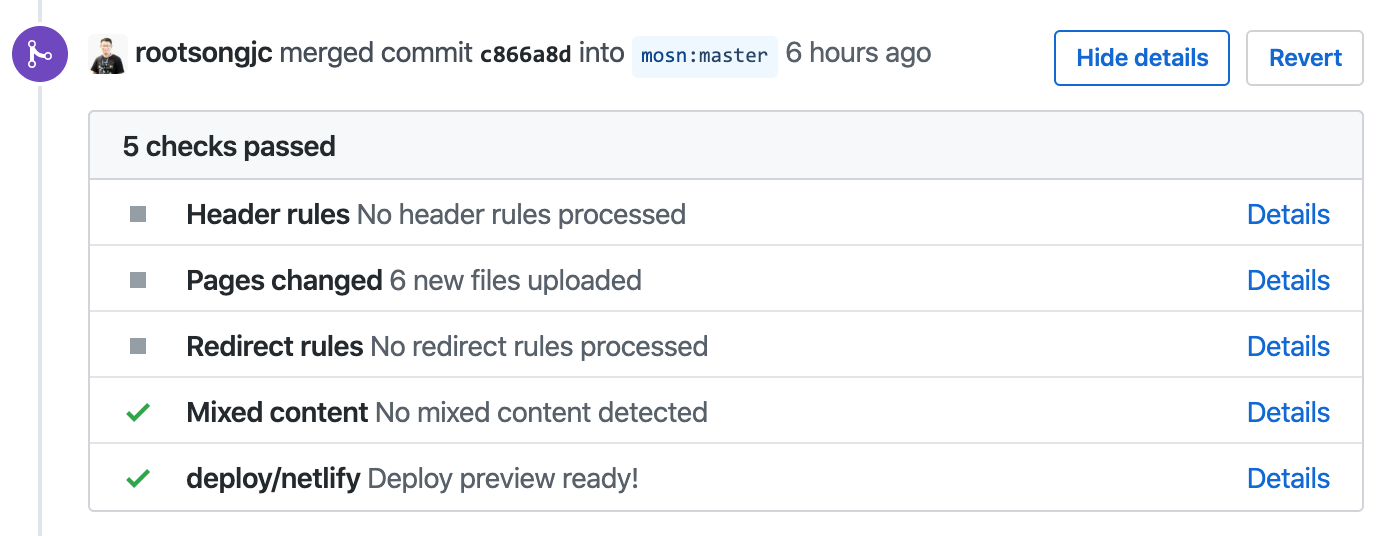 rootsongjc merged commit c866a8d into mosn:master 6 hours ago Hide details Revert
5 checks passed
Header rules No header rules processed Details
Pages changed 6 new files uploaded Details
Redirect rules No redirect rules processed Details
Mixed content No mixed content detected Details
deploy/netlify Deploy preview ready! Details